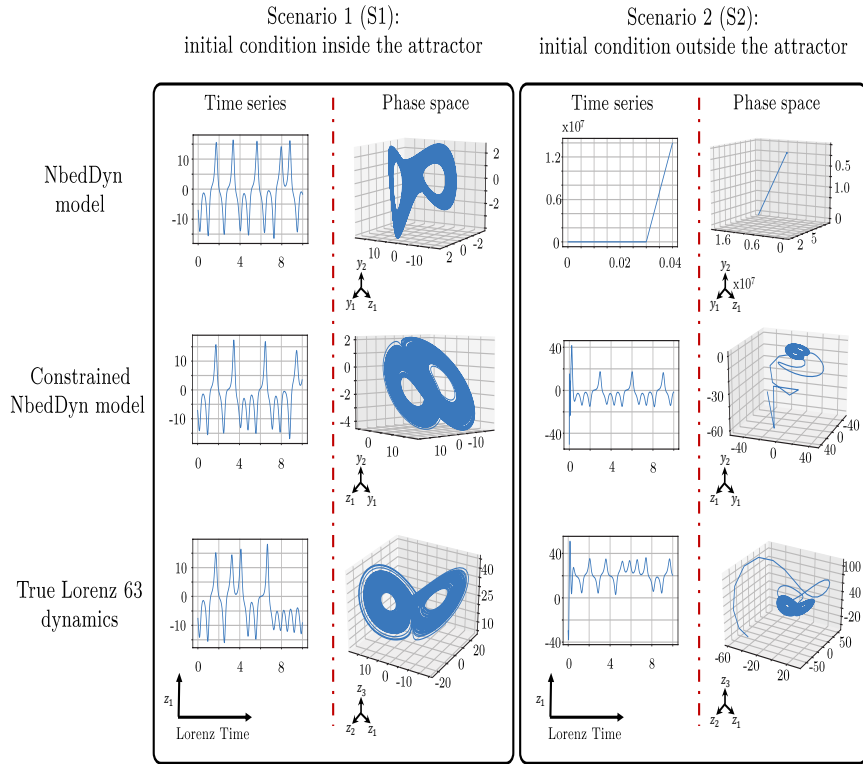 Scenario 1 (S1):
initial condition inside the attractor
Scenario 2 (S2):
initial condition outside the attractor
Time series
Phase space
Time series
Phase space
NbedDyn
model
10
0
-10
0
4
8
2
0
-2
10
0
-10
2
0
-2
y₂
y₁
z₁
x10⁷
1.2
0.6
0
0
0.02
0.04
0.5
1.0
0
1.6
0.6
0
2
5
x10⁷
y₂
y₁
z₁
Constrained
NbedDyn model
10
0
-10
0
4
8
2
0
-2
-4
0
10
10
0
-10
y₂
z₁
y₁
40
0
-40
0
4
8
0
-30
-60
-40
0
40
-40
0
40
y₂
z₁
y₁
True Lorenz 63
dynamics
10
0
-10
0
4
8
40
25
10
10
0
-10
-20
0
20
z₃
z₂
z₁
40
0
-40
0
4
8
100
40
-20
-60
-20
20
-50
0
50
z₃
z₂
z₁
z₁
Lorenz Time
Lorenz Time